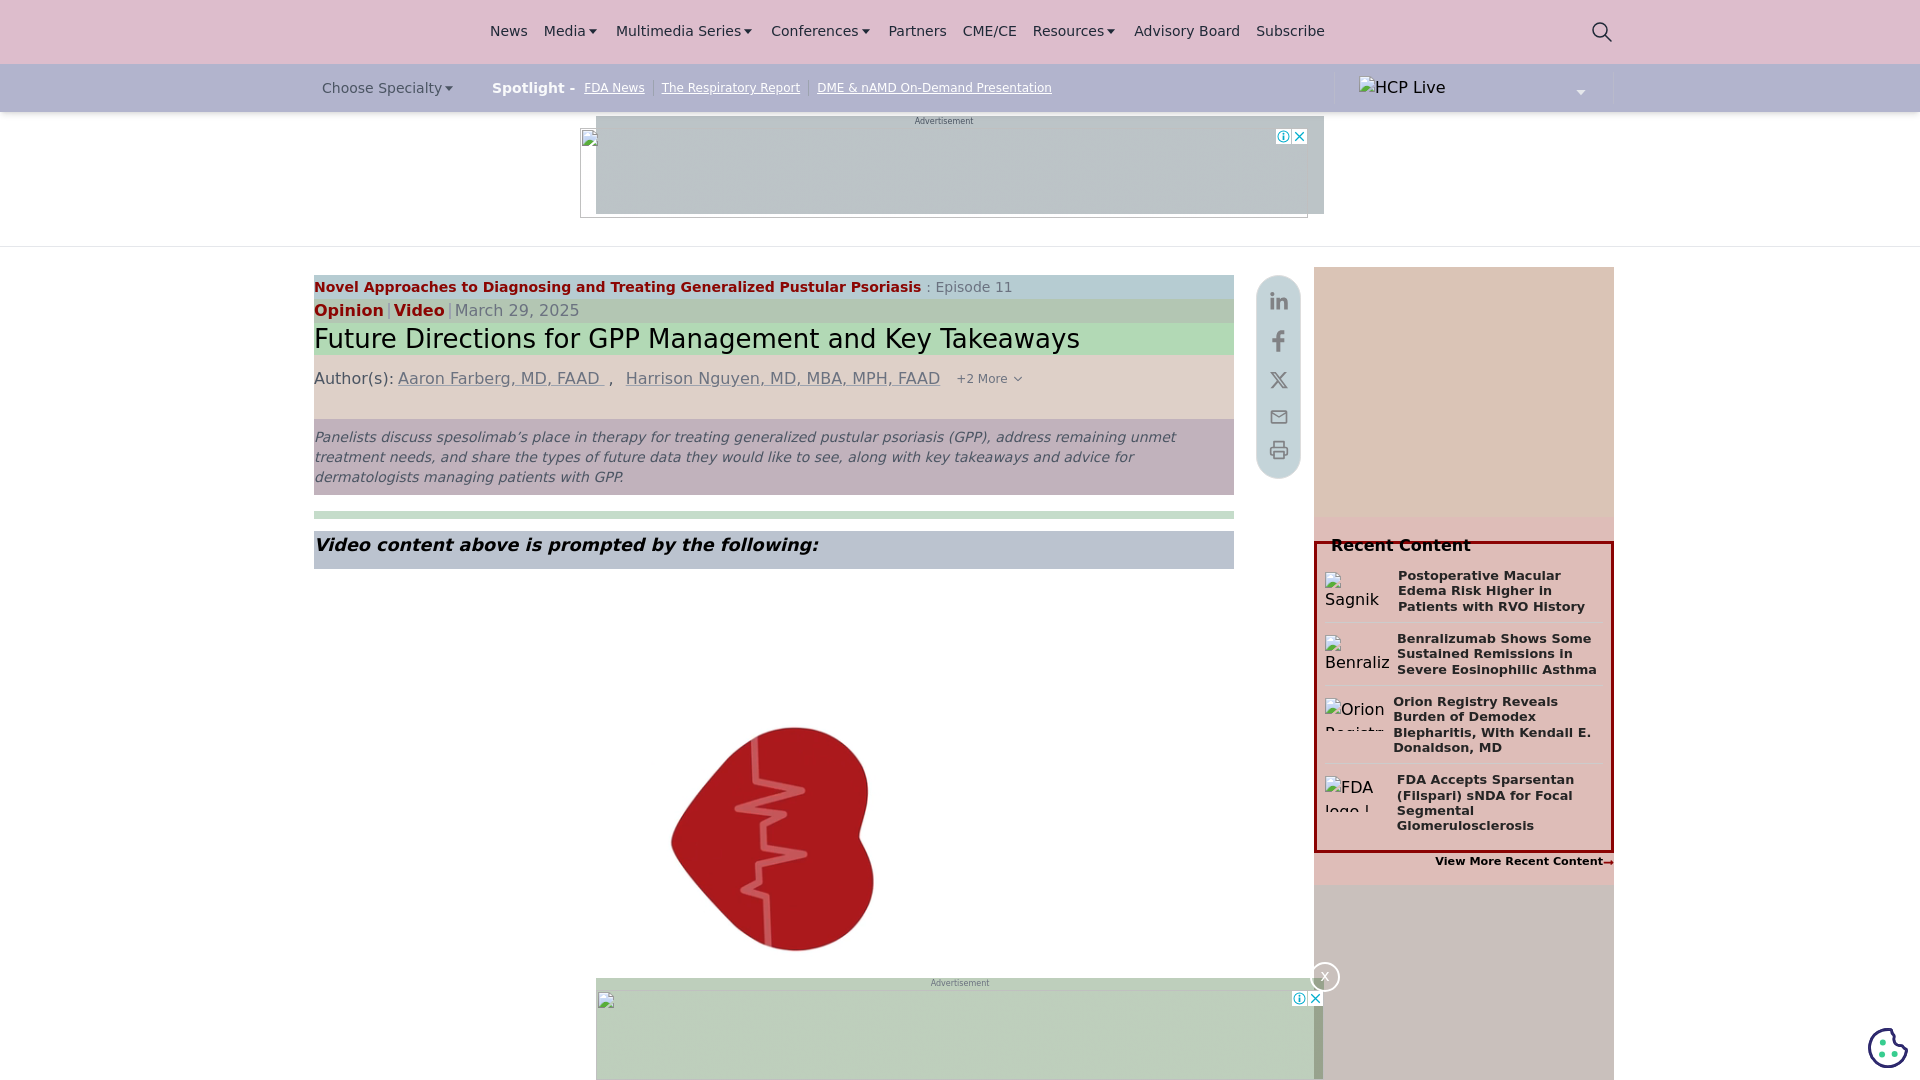 News Media Multimedia Series Conferences Partners CME/CE Resources Advisory Board Subscribe
Choose Specialty Spotlight - FDA News The Respiratory Report DME & nAMD On-Demand Presentation HCP Live
Advertisement
Novel Approaches to Diagnosing and Treating Generalized Pustular Psoriasis : Episode 11
Opinion | Video | March 29, 2025
Future Directions for GPP Management and Key Takeaways
Author(s): Aaron Farberg, MD, FAAD , Harrison Nguyen, MD, MBA, MPH, FAAD +2 More
Panelists discuss spesolimab’s place in therapy for treating generalized pustular psoriasis (GPP), address remaining unmet
treatment needs, and share the types of future data they would like to see, along with key takeaways and advice for
dermatologists managing patients with GPP.
Video content above is prompted by the following:
Recent Content
Sagnik
Postoperative Macular
Edema Risk Higher in
Patients with RVO History
Benraliz
Benralizumab Shows Some
Sustained Remissions in
Severe Eosinophilic Asthma
Orion
Orion Registry Reveals
Burden of Demodex
Blepharitis, With Kendall E.
Donaldson, MD
FDA
logo |
FDA Accepts Sparsentan
(Filspari) sNDA for Focal
Segmental
Glomerulosclerosis
View More Recent Content→
X
Advertisement